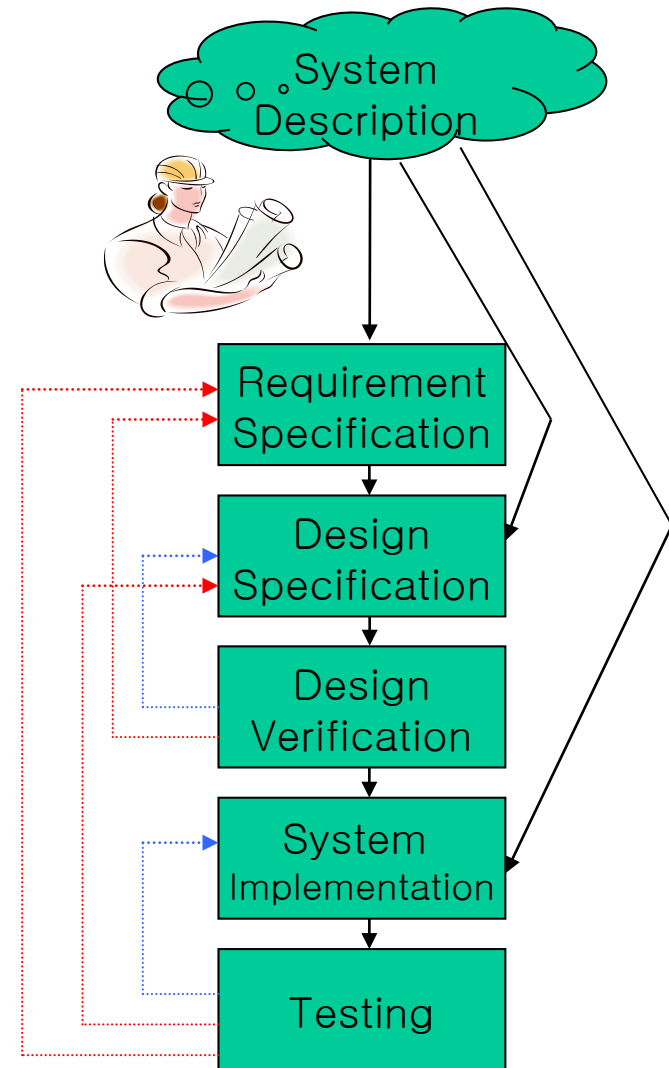 System
Description
Requirement
Specification
Design
Specification
Design
Verification
System
Implementation
Testing